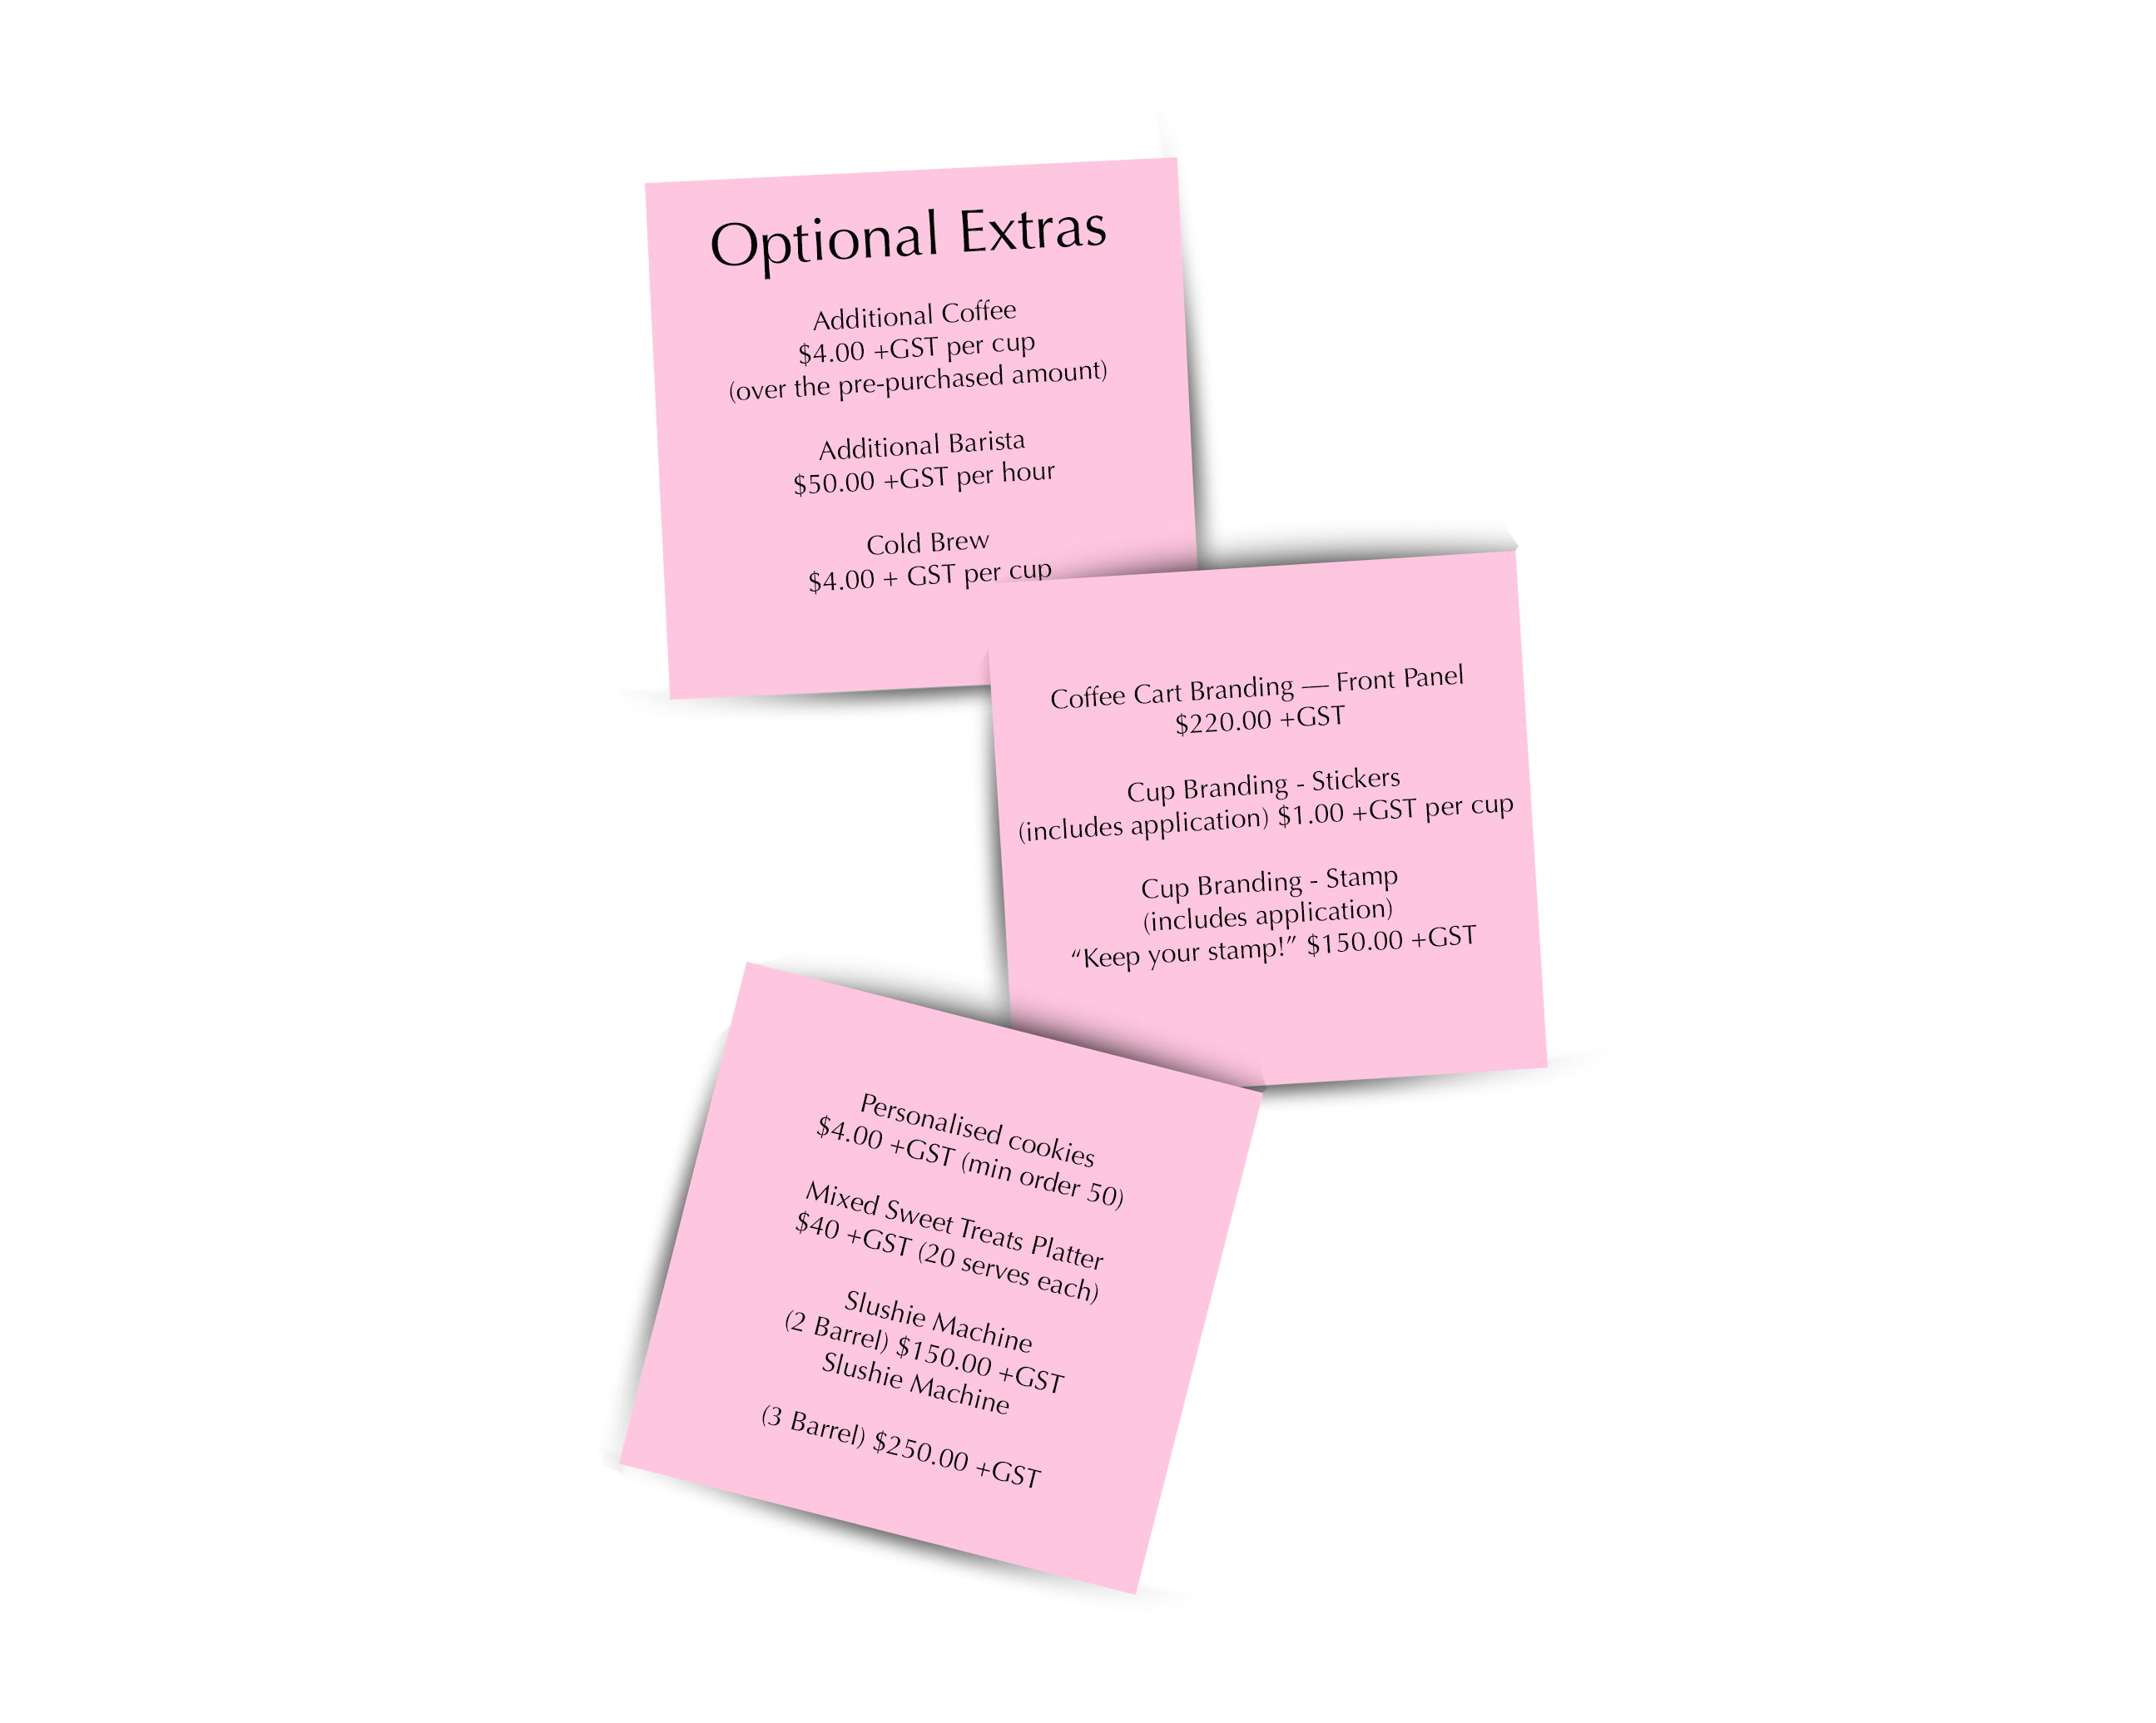 Optional Extras
Additional Coffee
$4.00 +GST per cup
(over the pre-purchased amount)
Additional Barista
$50.00 +GST per hour
Cold Brew
$4.00 + GST per cup
Coffee Cart Branding — Front Panel
$220.00 +GST
Cup Branding - Stickers
(includes application) $1.00 +GST per cup
Cup Branding - Stamp
(includes application)
“Keep your stamp!” $150.00 +GST
Personalised cookies
$4.00 +GST (min order 50)
Mixed Sweet Treats Platter
$40 +GST (20 serves each)
Slushie Machine
(2 Barrel) $150.00 +GST
Slushie Machine
(3 Barrel) $250.00 +GST